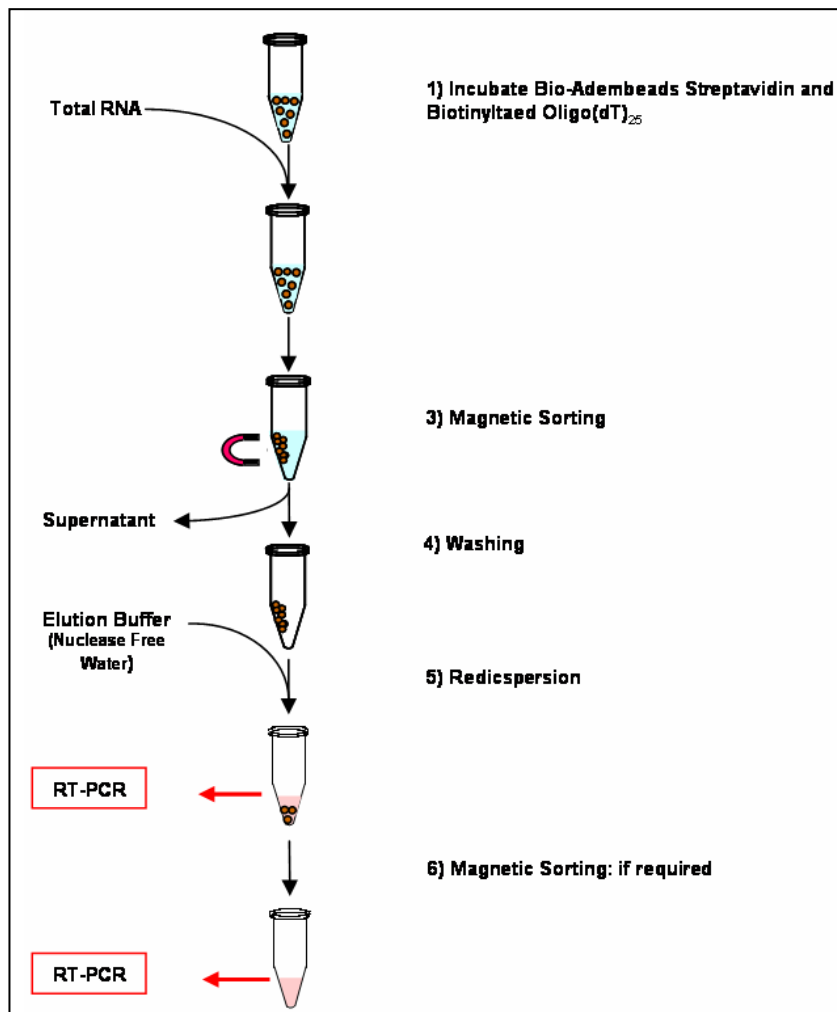 1) Incubate Bio-Adembeads Streptavidin and
Biotinyltaed Oligo(dT)25
Total RNA
3) Magnetic Sorting
Supernatant
4) Washing
Elution Buffer
(Nuclease Free
Water)
5) Redicspersion
RT-PCR
6) Magnetic Sorting: if required
RT-PCR